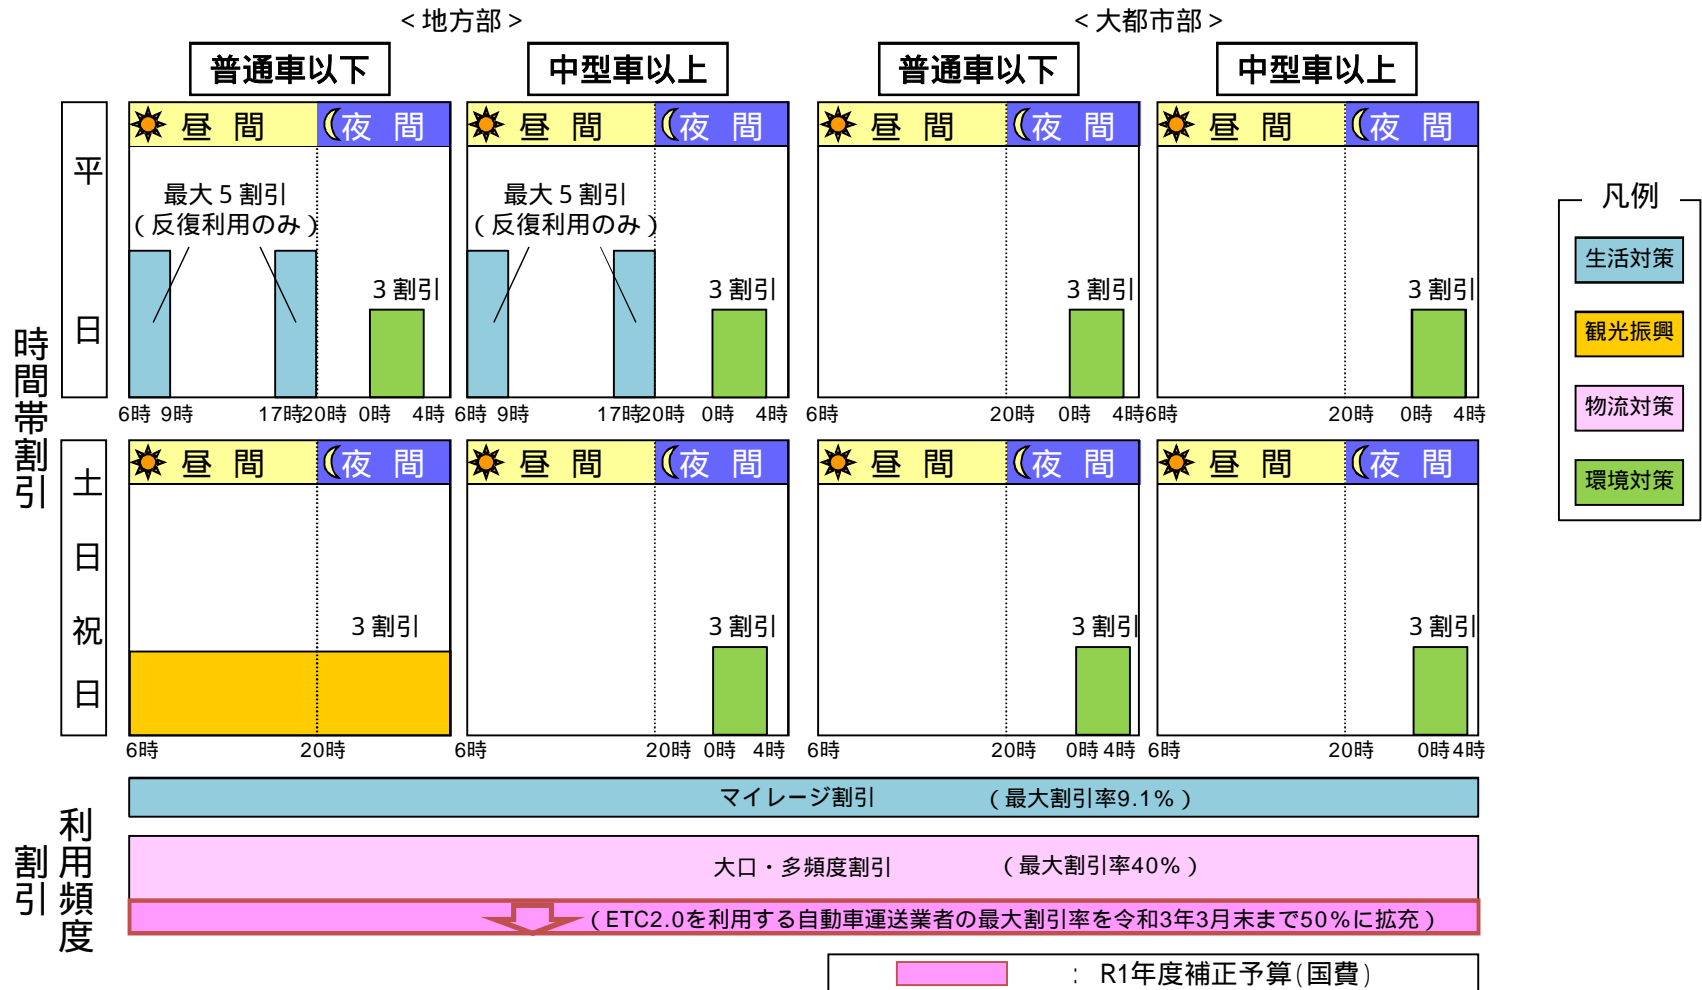 ＜地方部＞
＜大都市部＞
普通車以下
中型車以上
普通車以下
中型車以上
時間帯割引
平日
昼間
夜間
最大５割引
（反復利用のみ）
３割引
6時 9時 17時 20時 0時 4時
昼間
夜間
最大５割引
（反復利用のみ）
３割引
6時 9時 17時 20時 0時 4時
昼間
夜間
３割引
6時 20時 0時 4時
昼間
夜間
３割引
6時 20時 0時 4時
土日祝日
昼間
夜間
３割引
6時 20時
昼間
夜間
３割引
6時 20時 0時 4時
昼間
夜間
３割引
6時 20時 0時 4時
昼間
夜間
３割引
6時 20時 0時 4時
凡例
生活対策
観光振興
物流対策
環境対策
利用頻度
割引
マイレージ割引 （最大割引率9.1％）
大口・多頻度割引 （最大割引率40％）
（ETC2.0を利用する自動車運送業者の最大割引率を令和3年3月末まで50％に拡充）
： R1年度補正予算（国費）